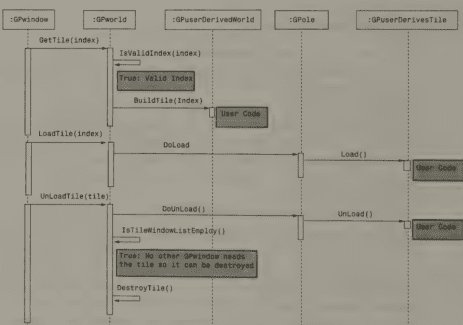 :GPwindow
:GPworld
:GPuserDerivedWorld
:GPole
:GPuserDerivesTile
GetTile(index)
IsValidIndex(index)
True: Valid Index
BuildTile(Index)
User Code
LoadTile(index)
DoLoad
Load()
User Code
UnLoadTile(tile)
DoUnLoad()
UnLoad()
User Code
IsTileWindowListEmploy()
True: No other GPwindow needs
the tile so it can be destroyed
DestroyTile()